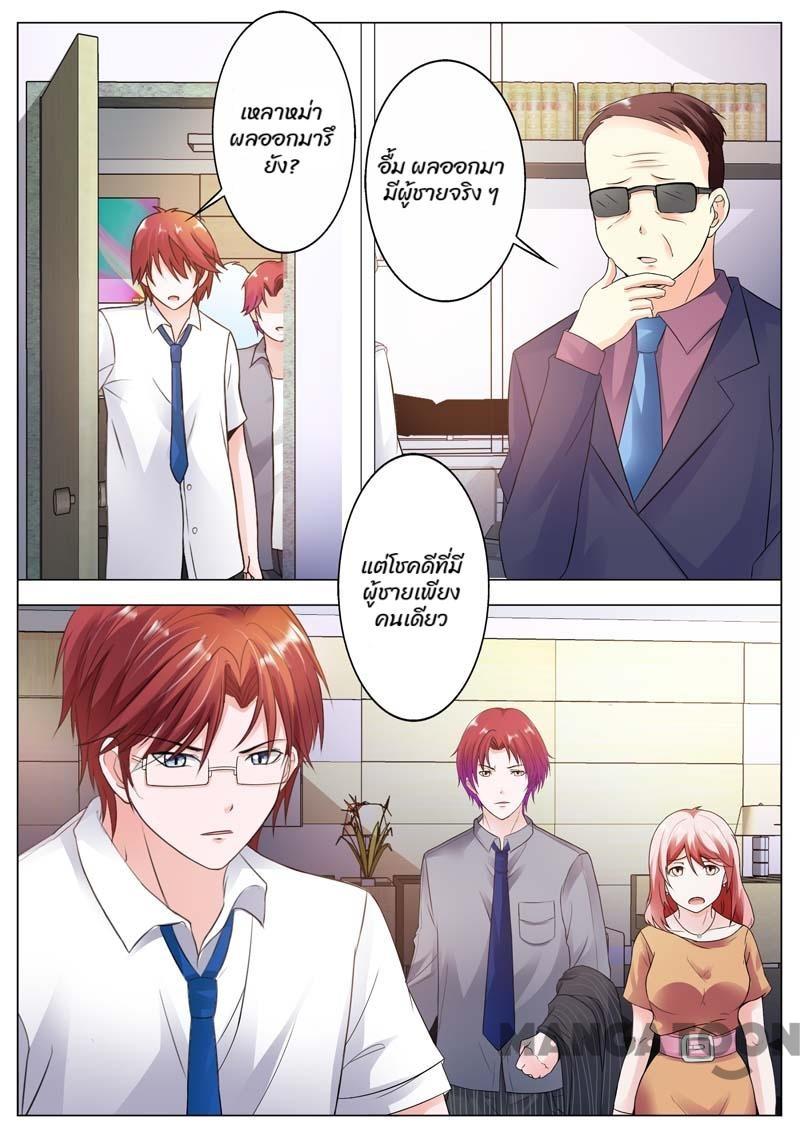 เหลาหม่า
ผลออกมารึ
ยัง?
อื้ม ผลออกมา
มีผู้ชายจริง ๆ
แต่โชคดีที่มี
ผู้ชายเพียง
คนเดียว
MANGATOON